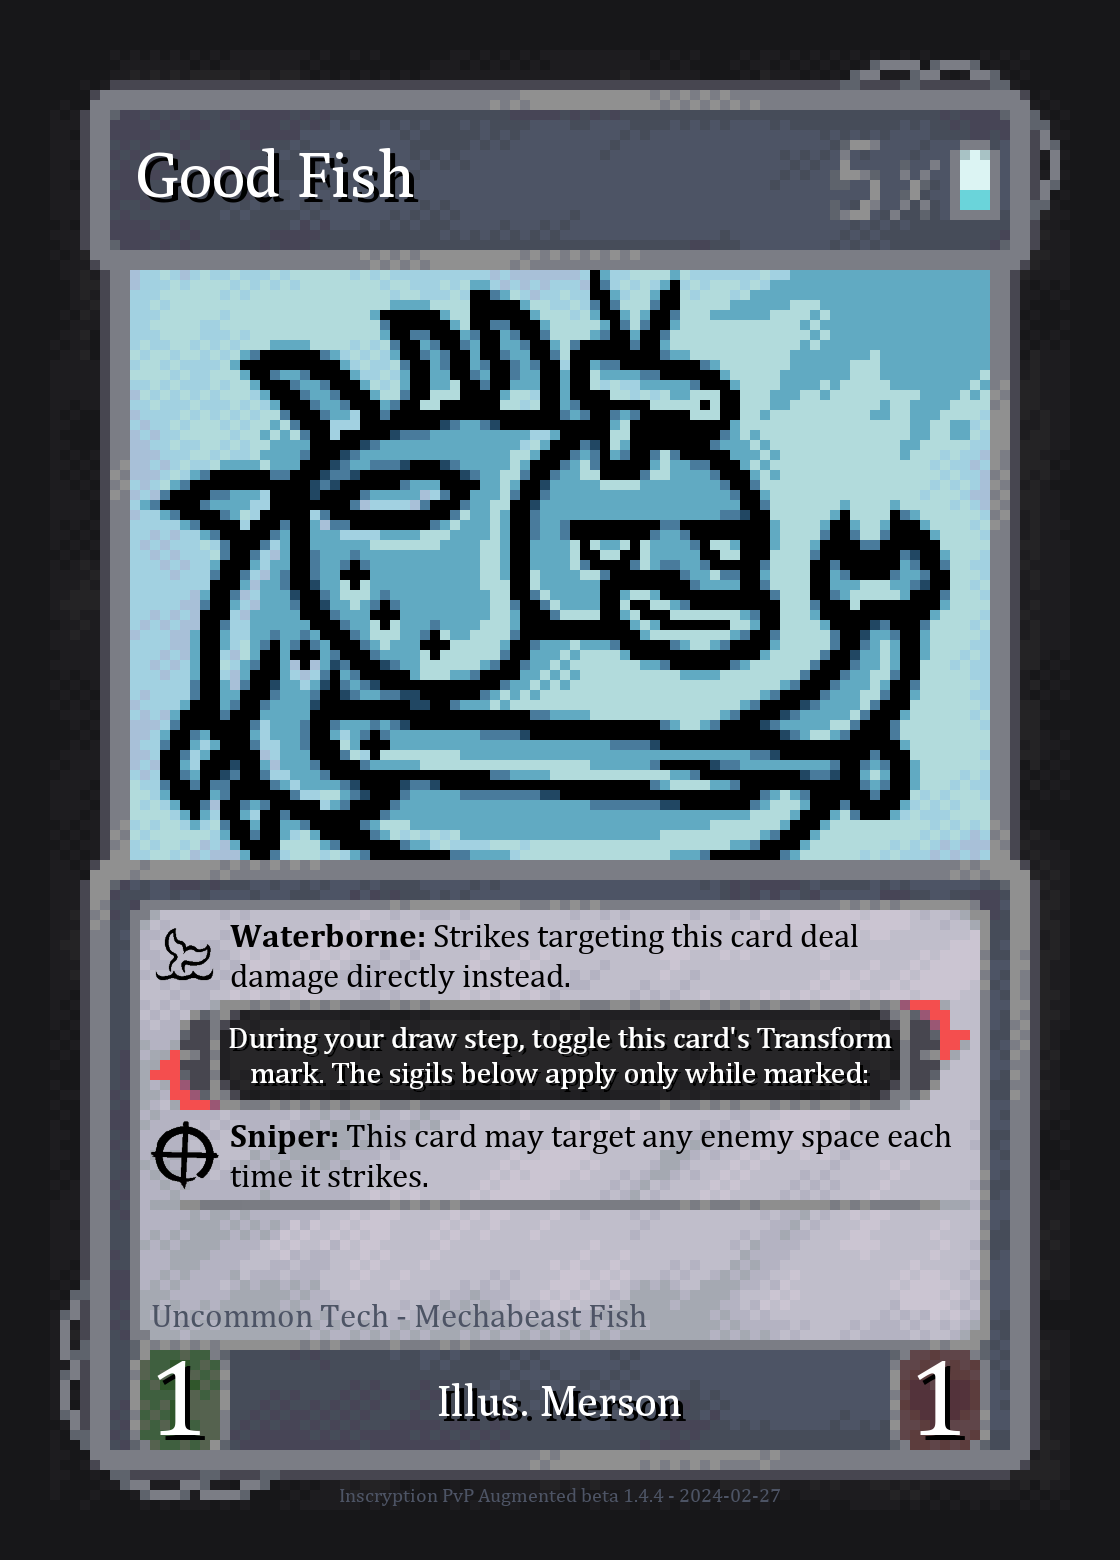 Good Fish
5x
Waterborne: Strikes targeting this card deal
damage directly instead.
During your draw step, toggle this card's Transform
mark. The sigils below apply only while marked:
Sniper: This card may target any enemy space each
time it strikes.
Uncommon Tech - Mechabeast Fish
1
Illus. Merson
1
Inscryption PvP Augmented beta 1.4.4 - 2024-02-27